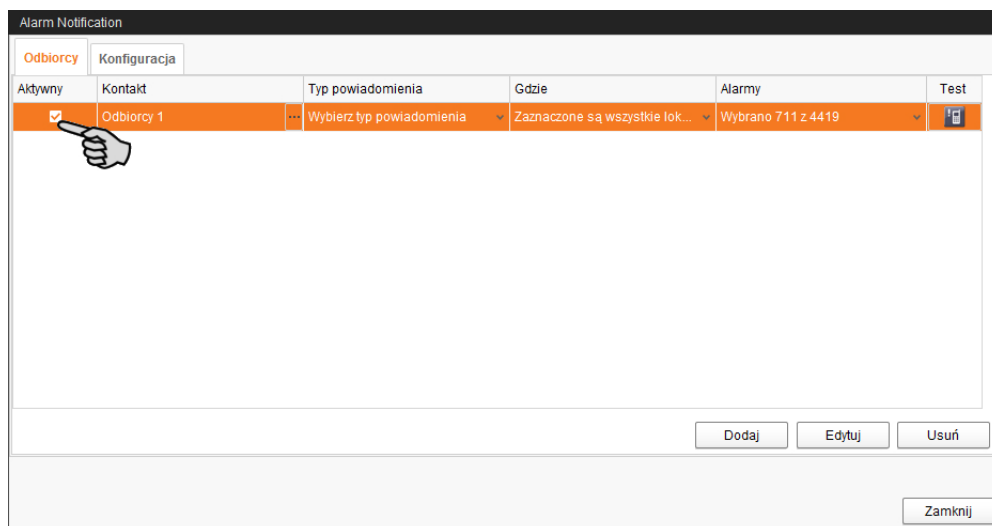 Alarm Notification
Odbiorcy Konfiguracja
Aktywny Kontakt Typ powiadomienia Gdzie Alarmy Test
Odbiorcy 1 ... Wybierz typ powiadomienia Zaznaczone są wszystkie lok... Wybrano 711 z 4419
Dodaj Edytuj Usuń
Zamknij